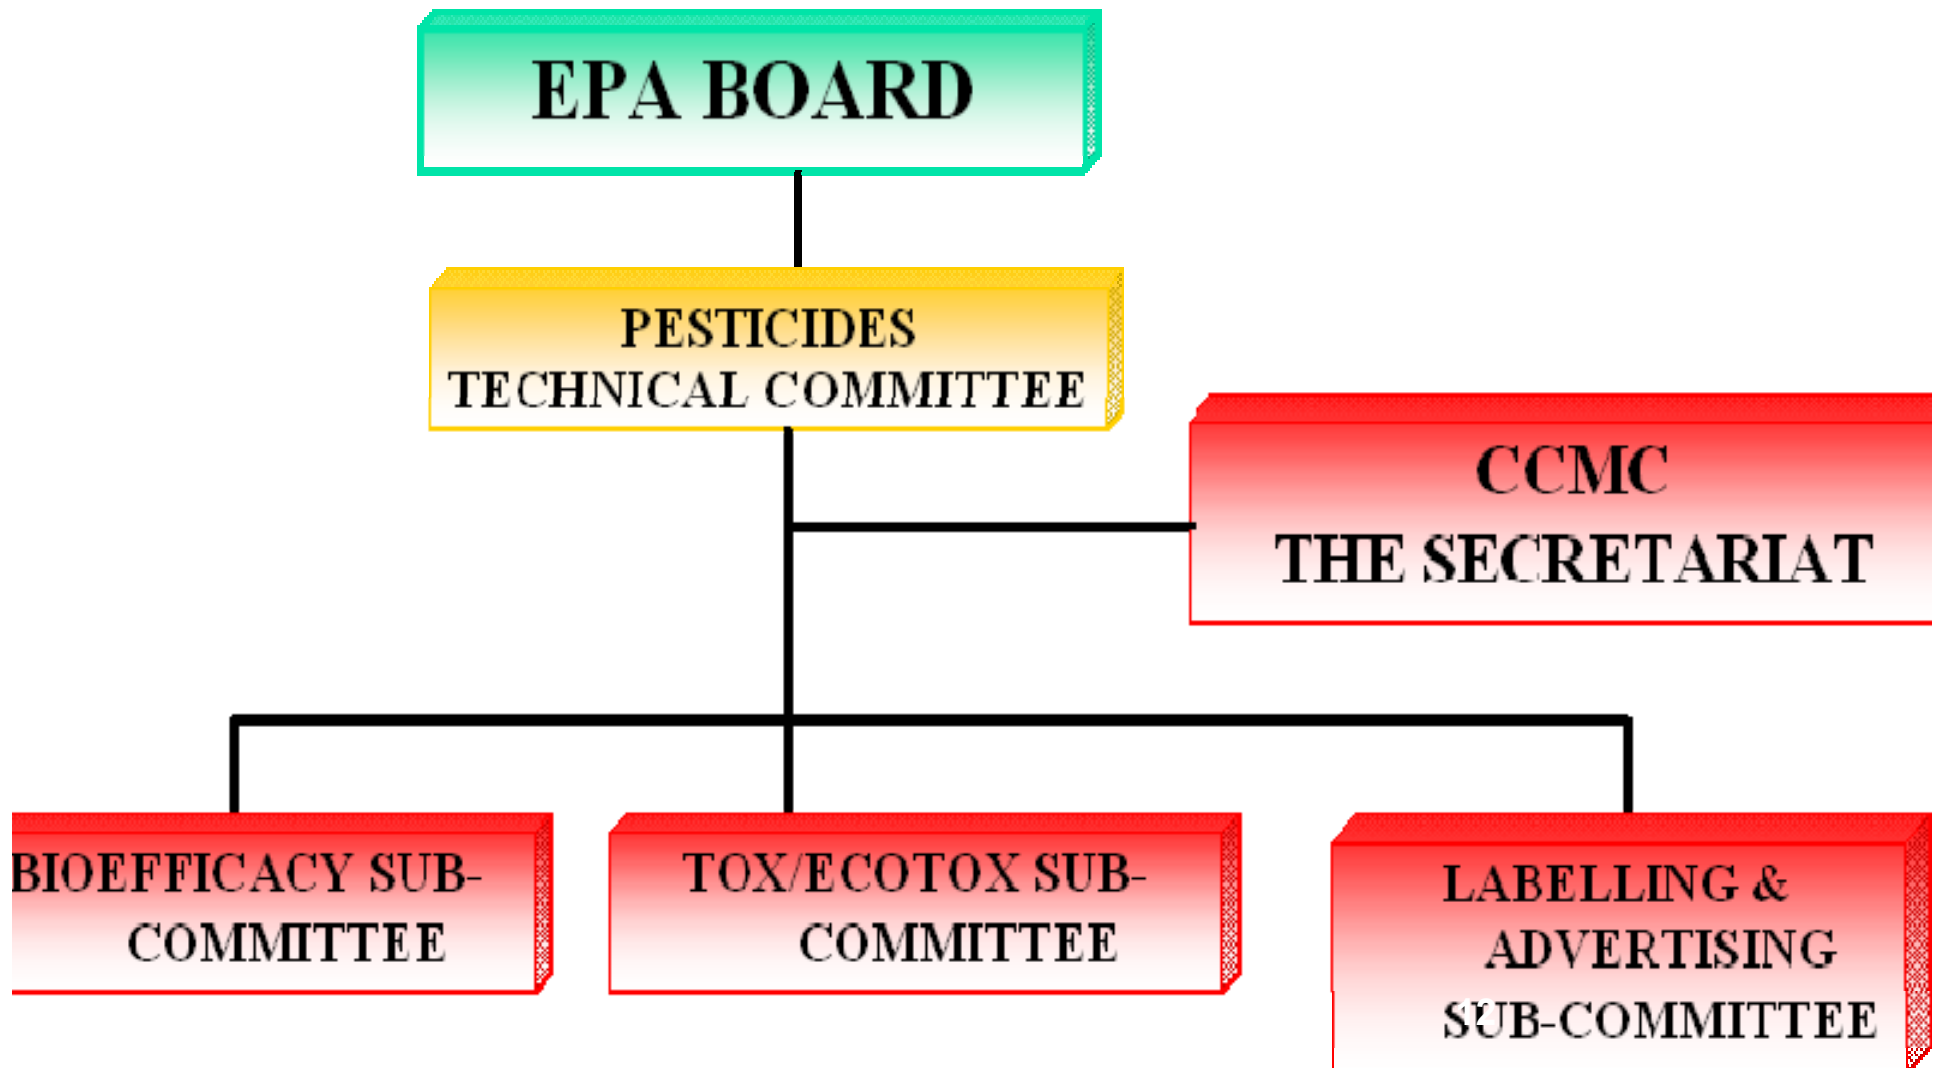 EPA BOARD
PESTICIDES
TECHNICAL COMMITTEE
CCMC
THE SECRETARIAT
BIOEFFICACY SUB-
COMMITTEE
TOX/ECOTOX SUB-
COMMITTEE
LABELLING &
ADVERTISING
SUB-COMMITTEE
12